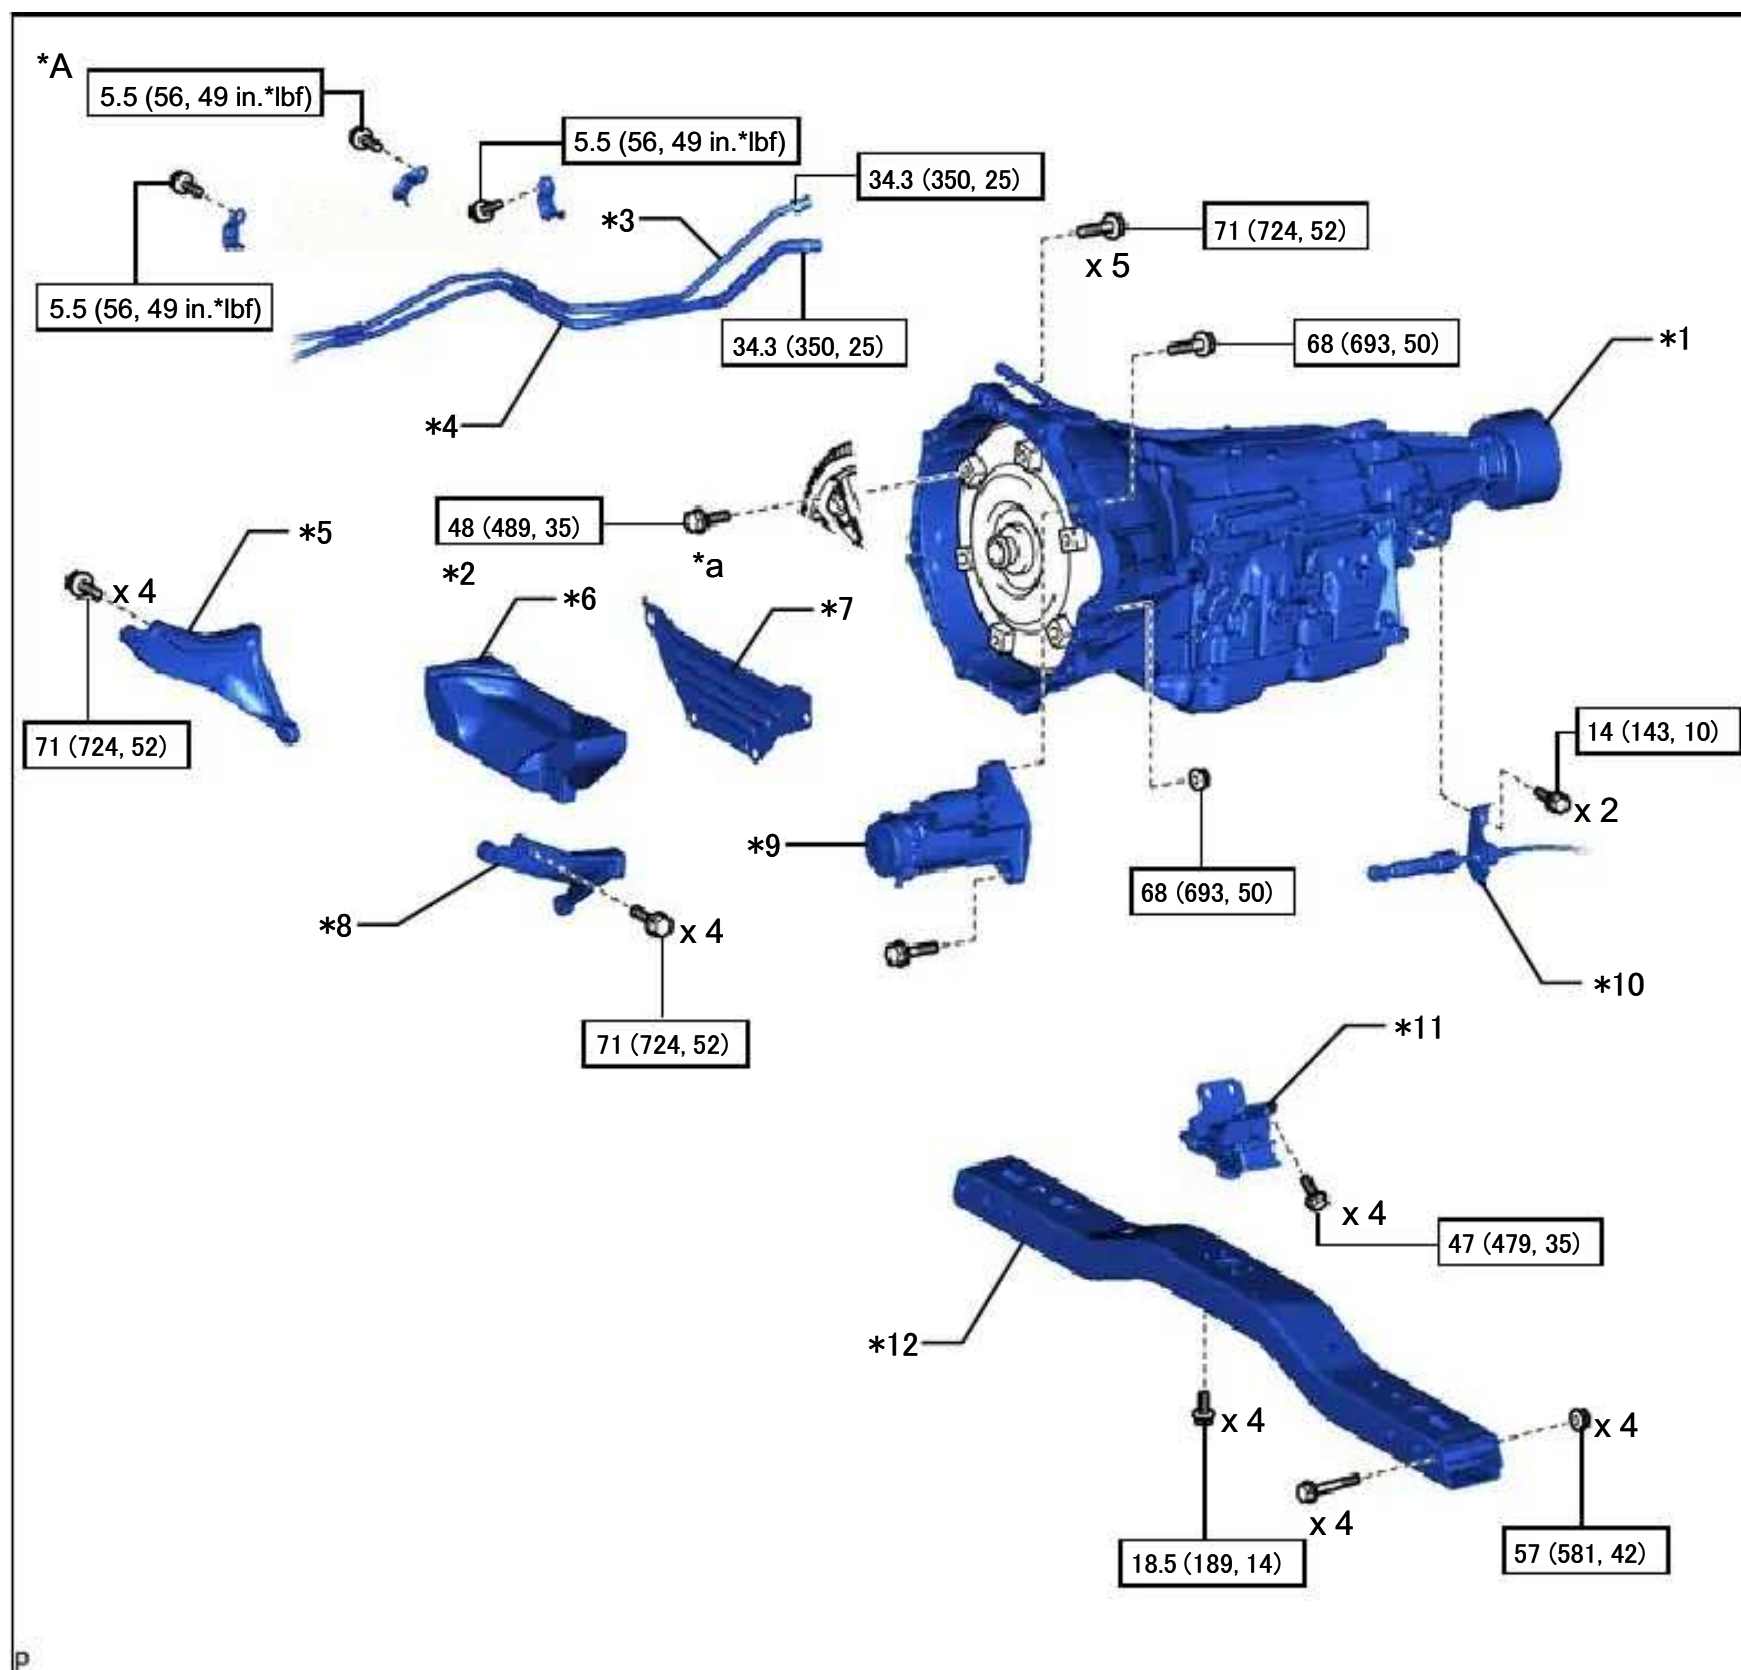 *A
5.5 (56, 49 in.*lbf)
5.5 (56, 49 in.*lbf)
34.3 (350, 25)
*3
71 (724, 52)
x 5
5.5 (56, 49 in.*lbf)
34.3 (350, 25)
68 (693, 50)
*1
*4
48 (489, 35)
*5
*2
*a
x 4
*6
*7
71 (724, 52)
14 (143, 10)
x 2
*9
68 (693, 50)
*8
x 4
*10
71 (724, 52)
*11
x 4
47 (479, 35)
*12
x 4
x 4
x 4
18.5 (189, 14)
57 (581, 42)
P